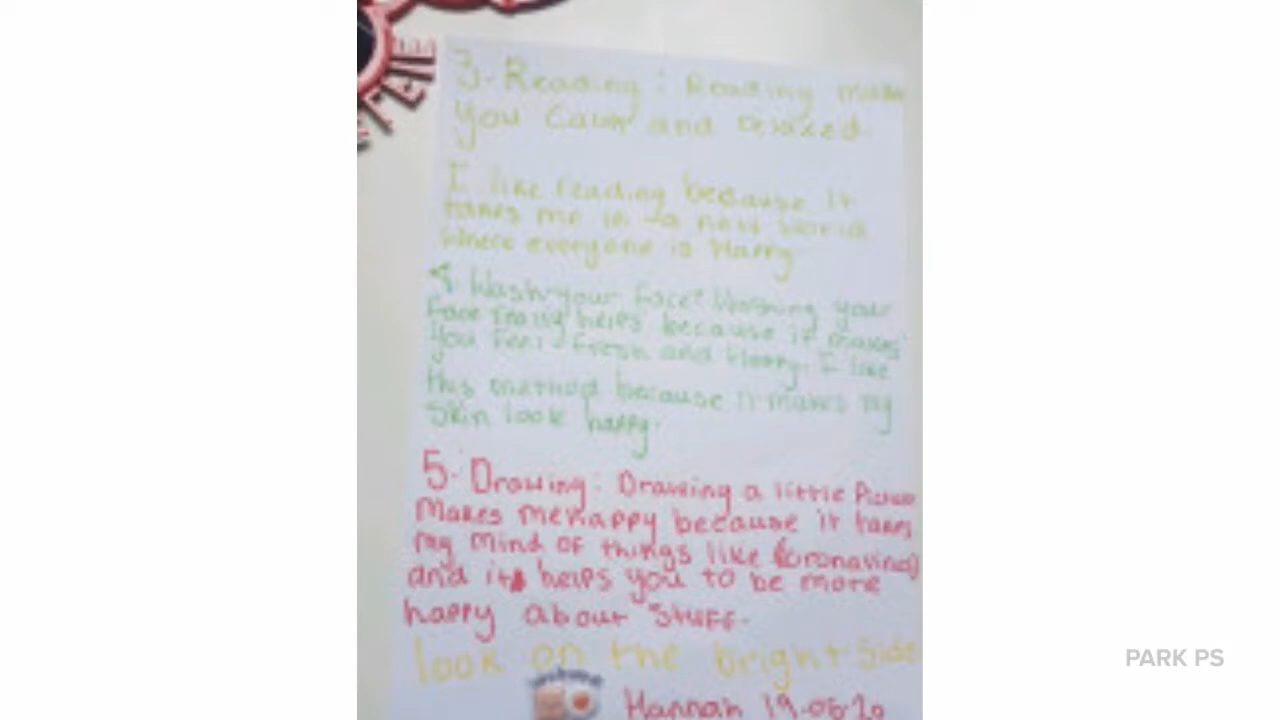 3. Reading: Reading makes
you calm and relaxed.
I like reading because it
takes me in to a new world
where everyone is Happy
4. Wash your face: Washing your
face really helps because it makes
you feel fresh and Happy. I like
this method because it makes my
skin look happy.
5. Drawing: Drawing a little Picture
Makes me happy because it takes
my mind of things like (Coronavirus)
and it helps you to be more
happy about STUFF.
look on the bright side
Hannah 19.05.20
PARK PS